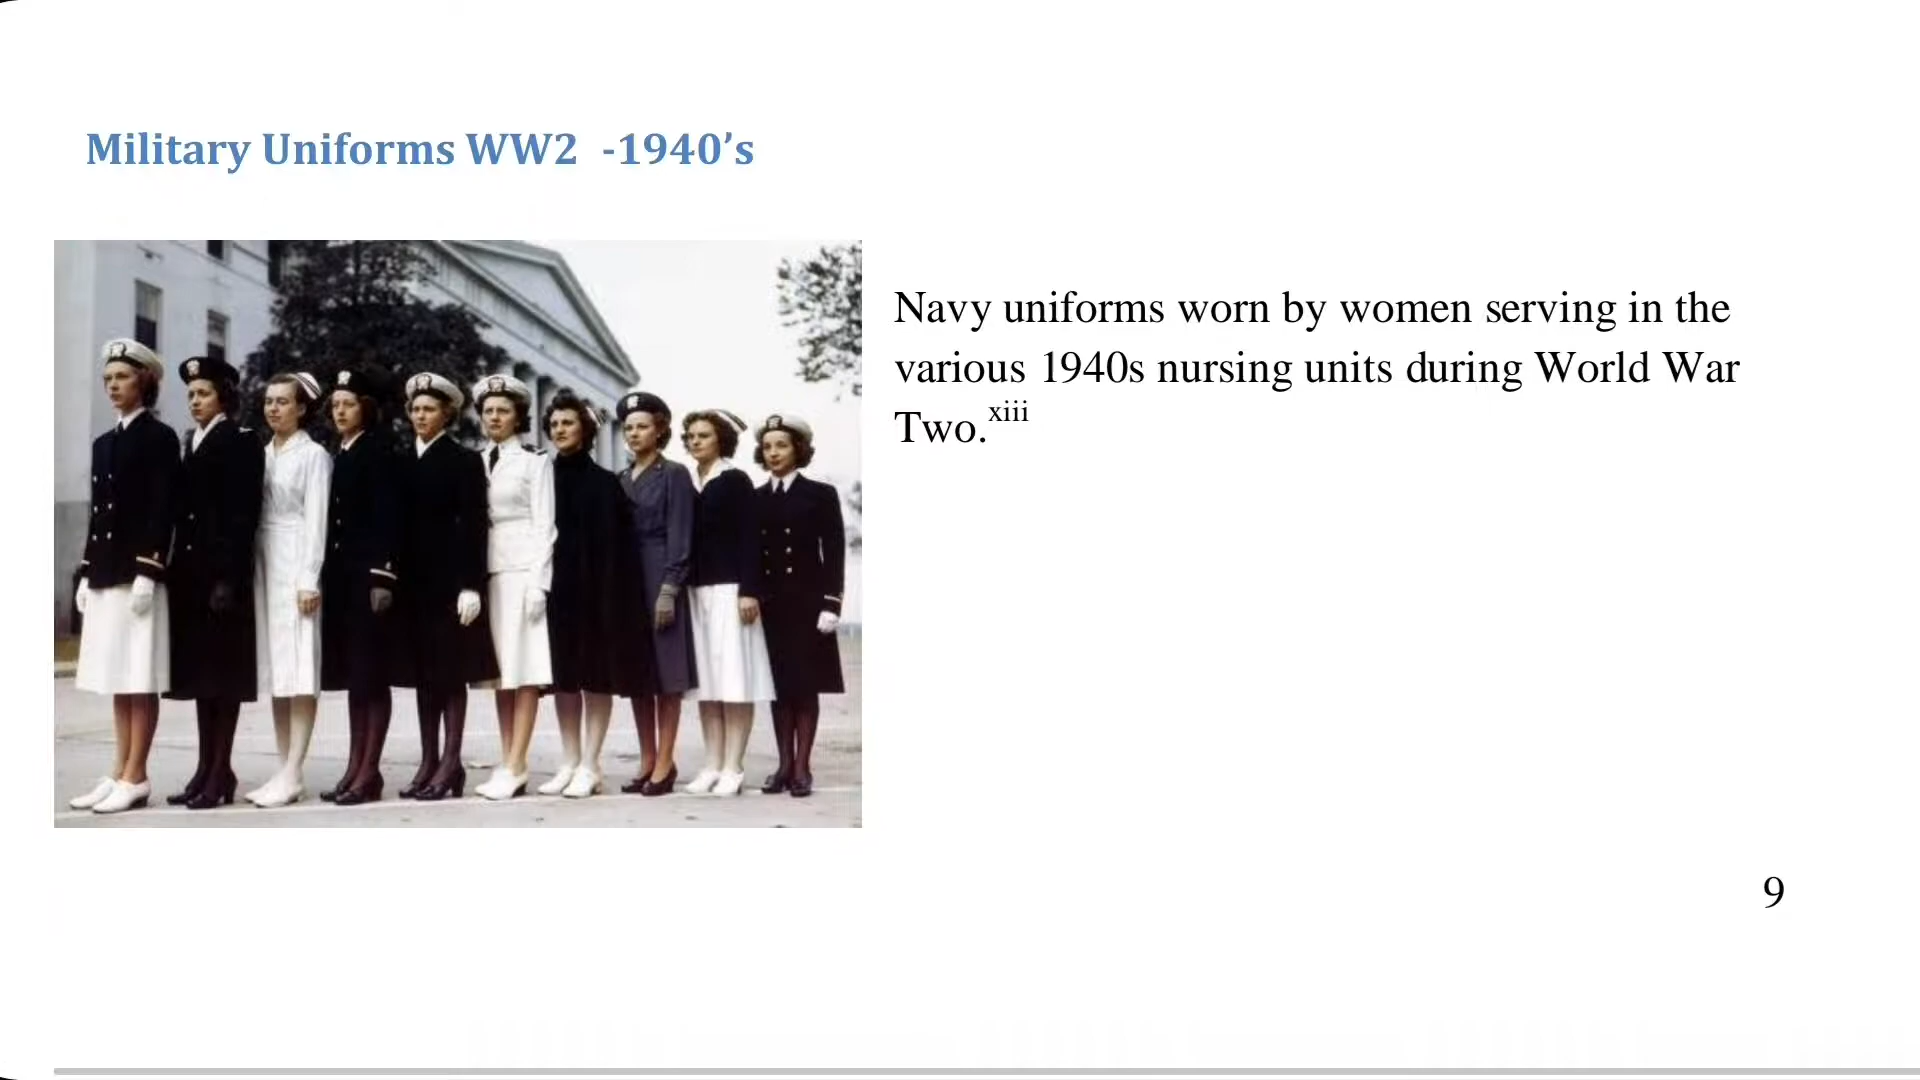 Military Uniforms WW2  -1940’s
Navy uniforms worn by women serving in the
various 1940s nursing units during World War
Two.xiii
9